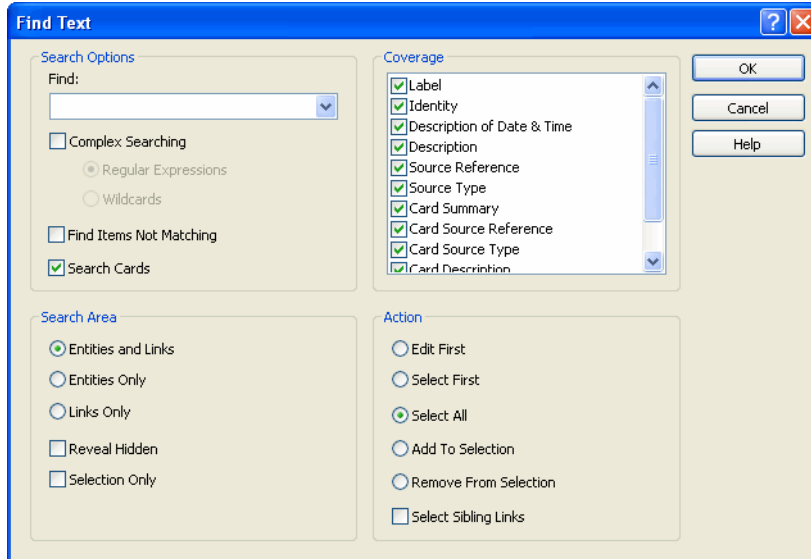 Find Text
Search Options
Find:
Complex Searching
Regular Expressions
Wildcards
Find Items Not Matching
Search Cards
Coverage
Label
Identity
Description of Date & Time
Description
Source Reference
Source Type
Card Summary
Card Source Reference
Card Source Type
Card Description
OK
Cancel
Help
Search Area
Entities and Links
Entities Only
Links Only
Reveal Hidden
Selection Only
Action
Edit First
Select First
Select All
Add To Selection
Remove From Selection
Select Sibling Links